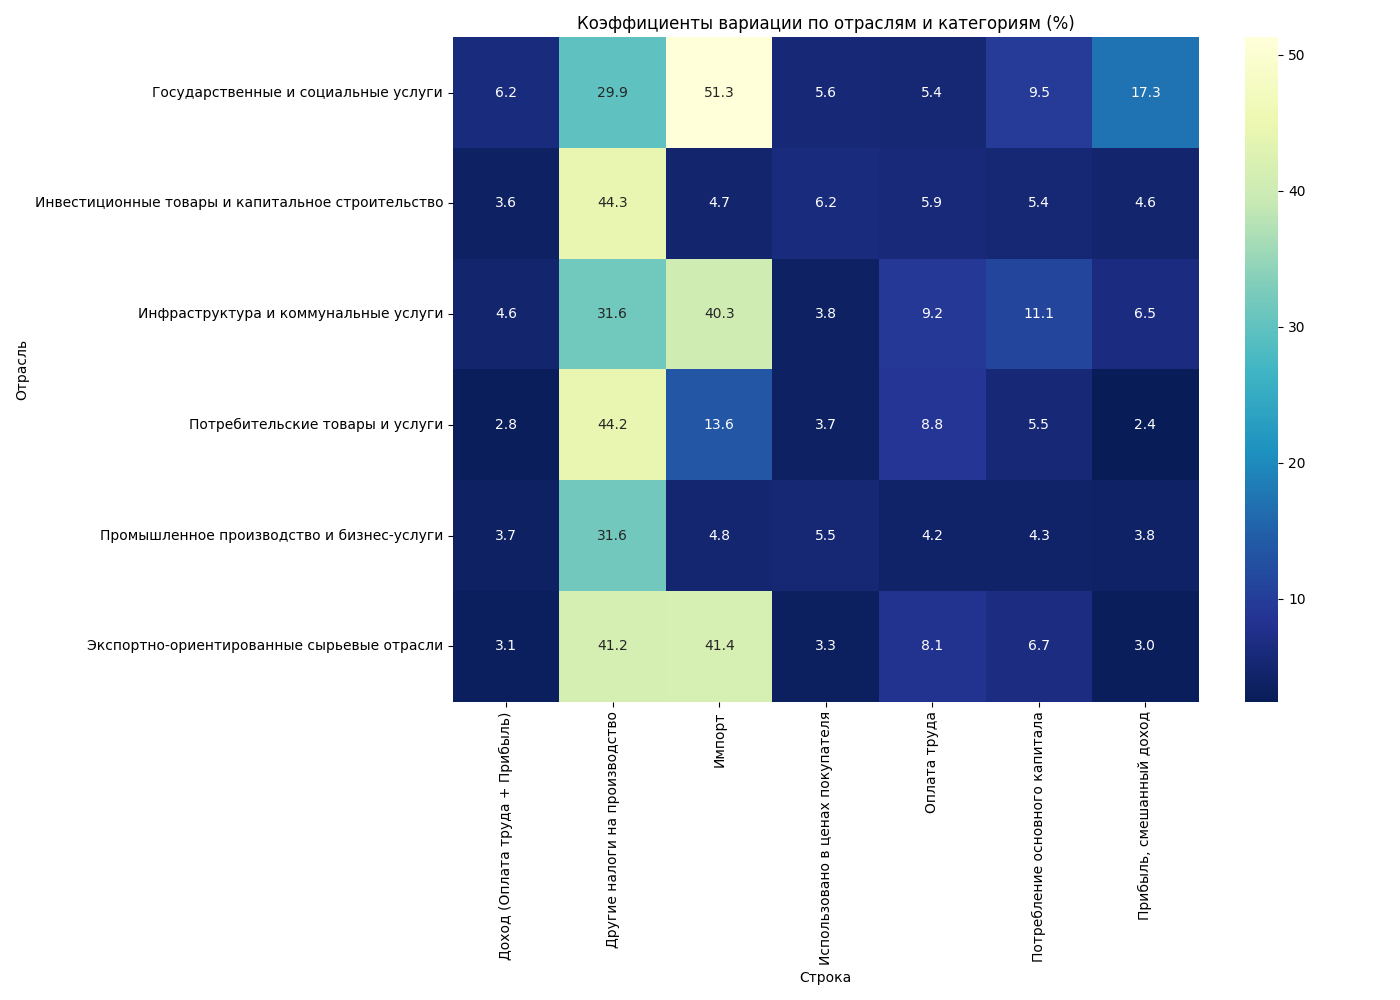 Коэффициенты вариации по отраслям и категориям (%)
Отрасль
Государственные и социальные услуги 6.2 29.9 51.3 5.6 5.4 9.5 17.3
Инвестиционные товары и капитальное строительство 3.6 44.3 4.7 6.2 5.9 5.4 4.6
Инфраструктура и коммунальные услуги 4.6 31.6 40.3 3.8 9.2 11.1 6.5
Потребительские товары и услуги 2.8 44.2 13.6 3.7 8.8 5.5 2.4
Промышленное производство и бизнес-услуги 3.7 31.6 4.8 5.5 4.2 4.3 3.8
Экспортно-ориентированные сырьевые отрасли 3.1 41.2 41.4 3.3 8.1 6.7 3.0
Доход (Оплата труда + Прибыль)
Другие налоги на производство
Импорт
Использовано в ценах покупателя
Оплата труда
Потребление основного капитала
Прибыль, смешанный доход
Строка
50
40
30
20
10